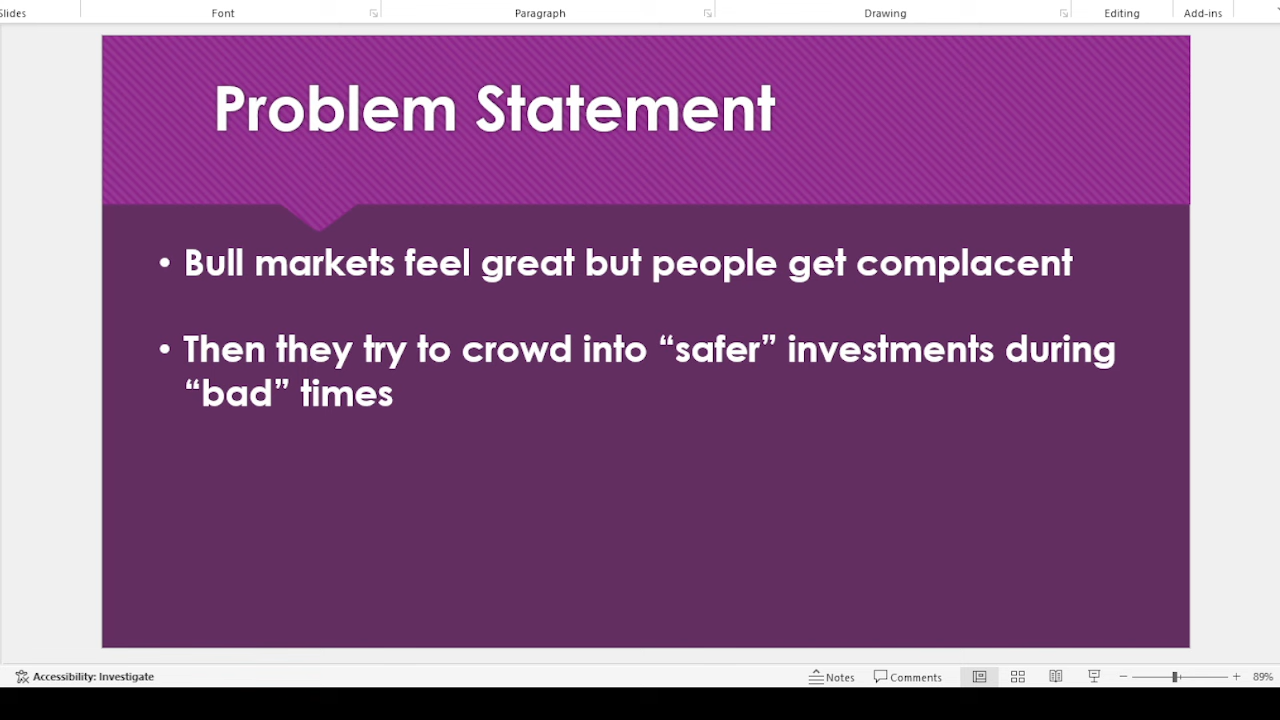 Slides Font Paragraph Drawing Editing Add-ins
Problem Statement
• Bull markets feel great but people get complacent
• Then they try to crowd into “safer” investments during
“bad” times
Accessibility: Investigate Notes Comments 89%